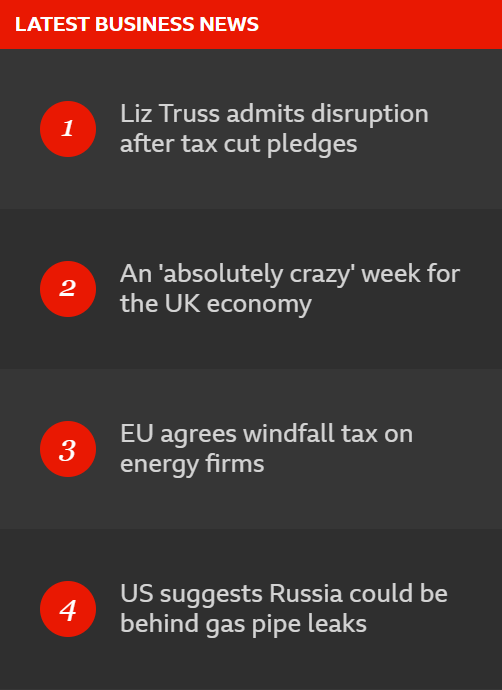 LATEST BUSINESS NEWS
1
Liz Truss admits disruption
after tax cut pledges
2
An 'absolutely crazy' week for
the UK economy
3
EU agrees windfall tax on
energy firms
4
US suggests Russia could be
behind gas pipe leaks